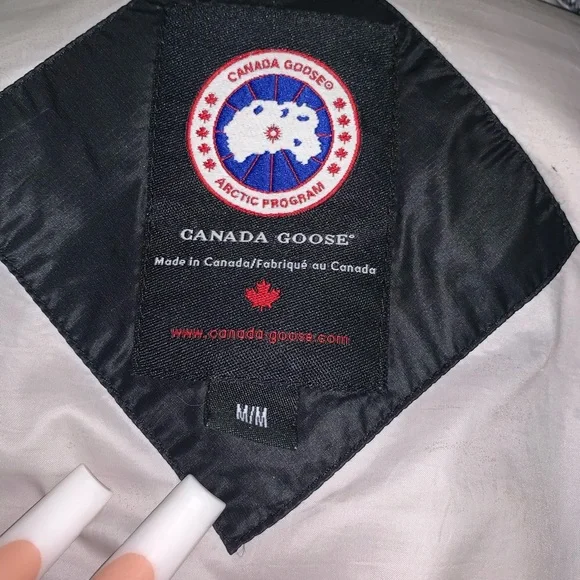 CANADA GOOSE®
ARCTIC PROGRAM
CANADA GOOSE®
Made in Canada/Fabriqué au Canada
www.canada-goose.com
M/M